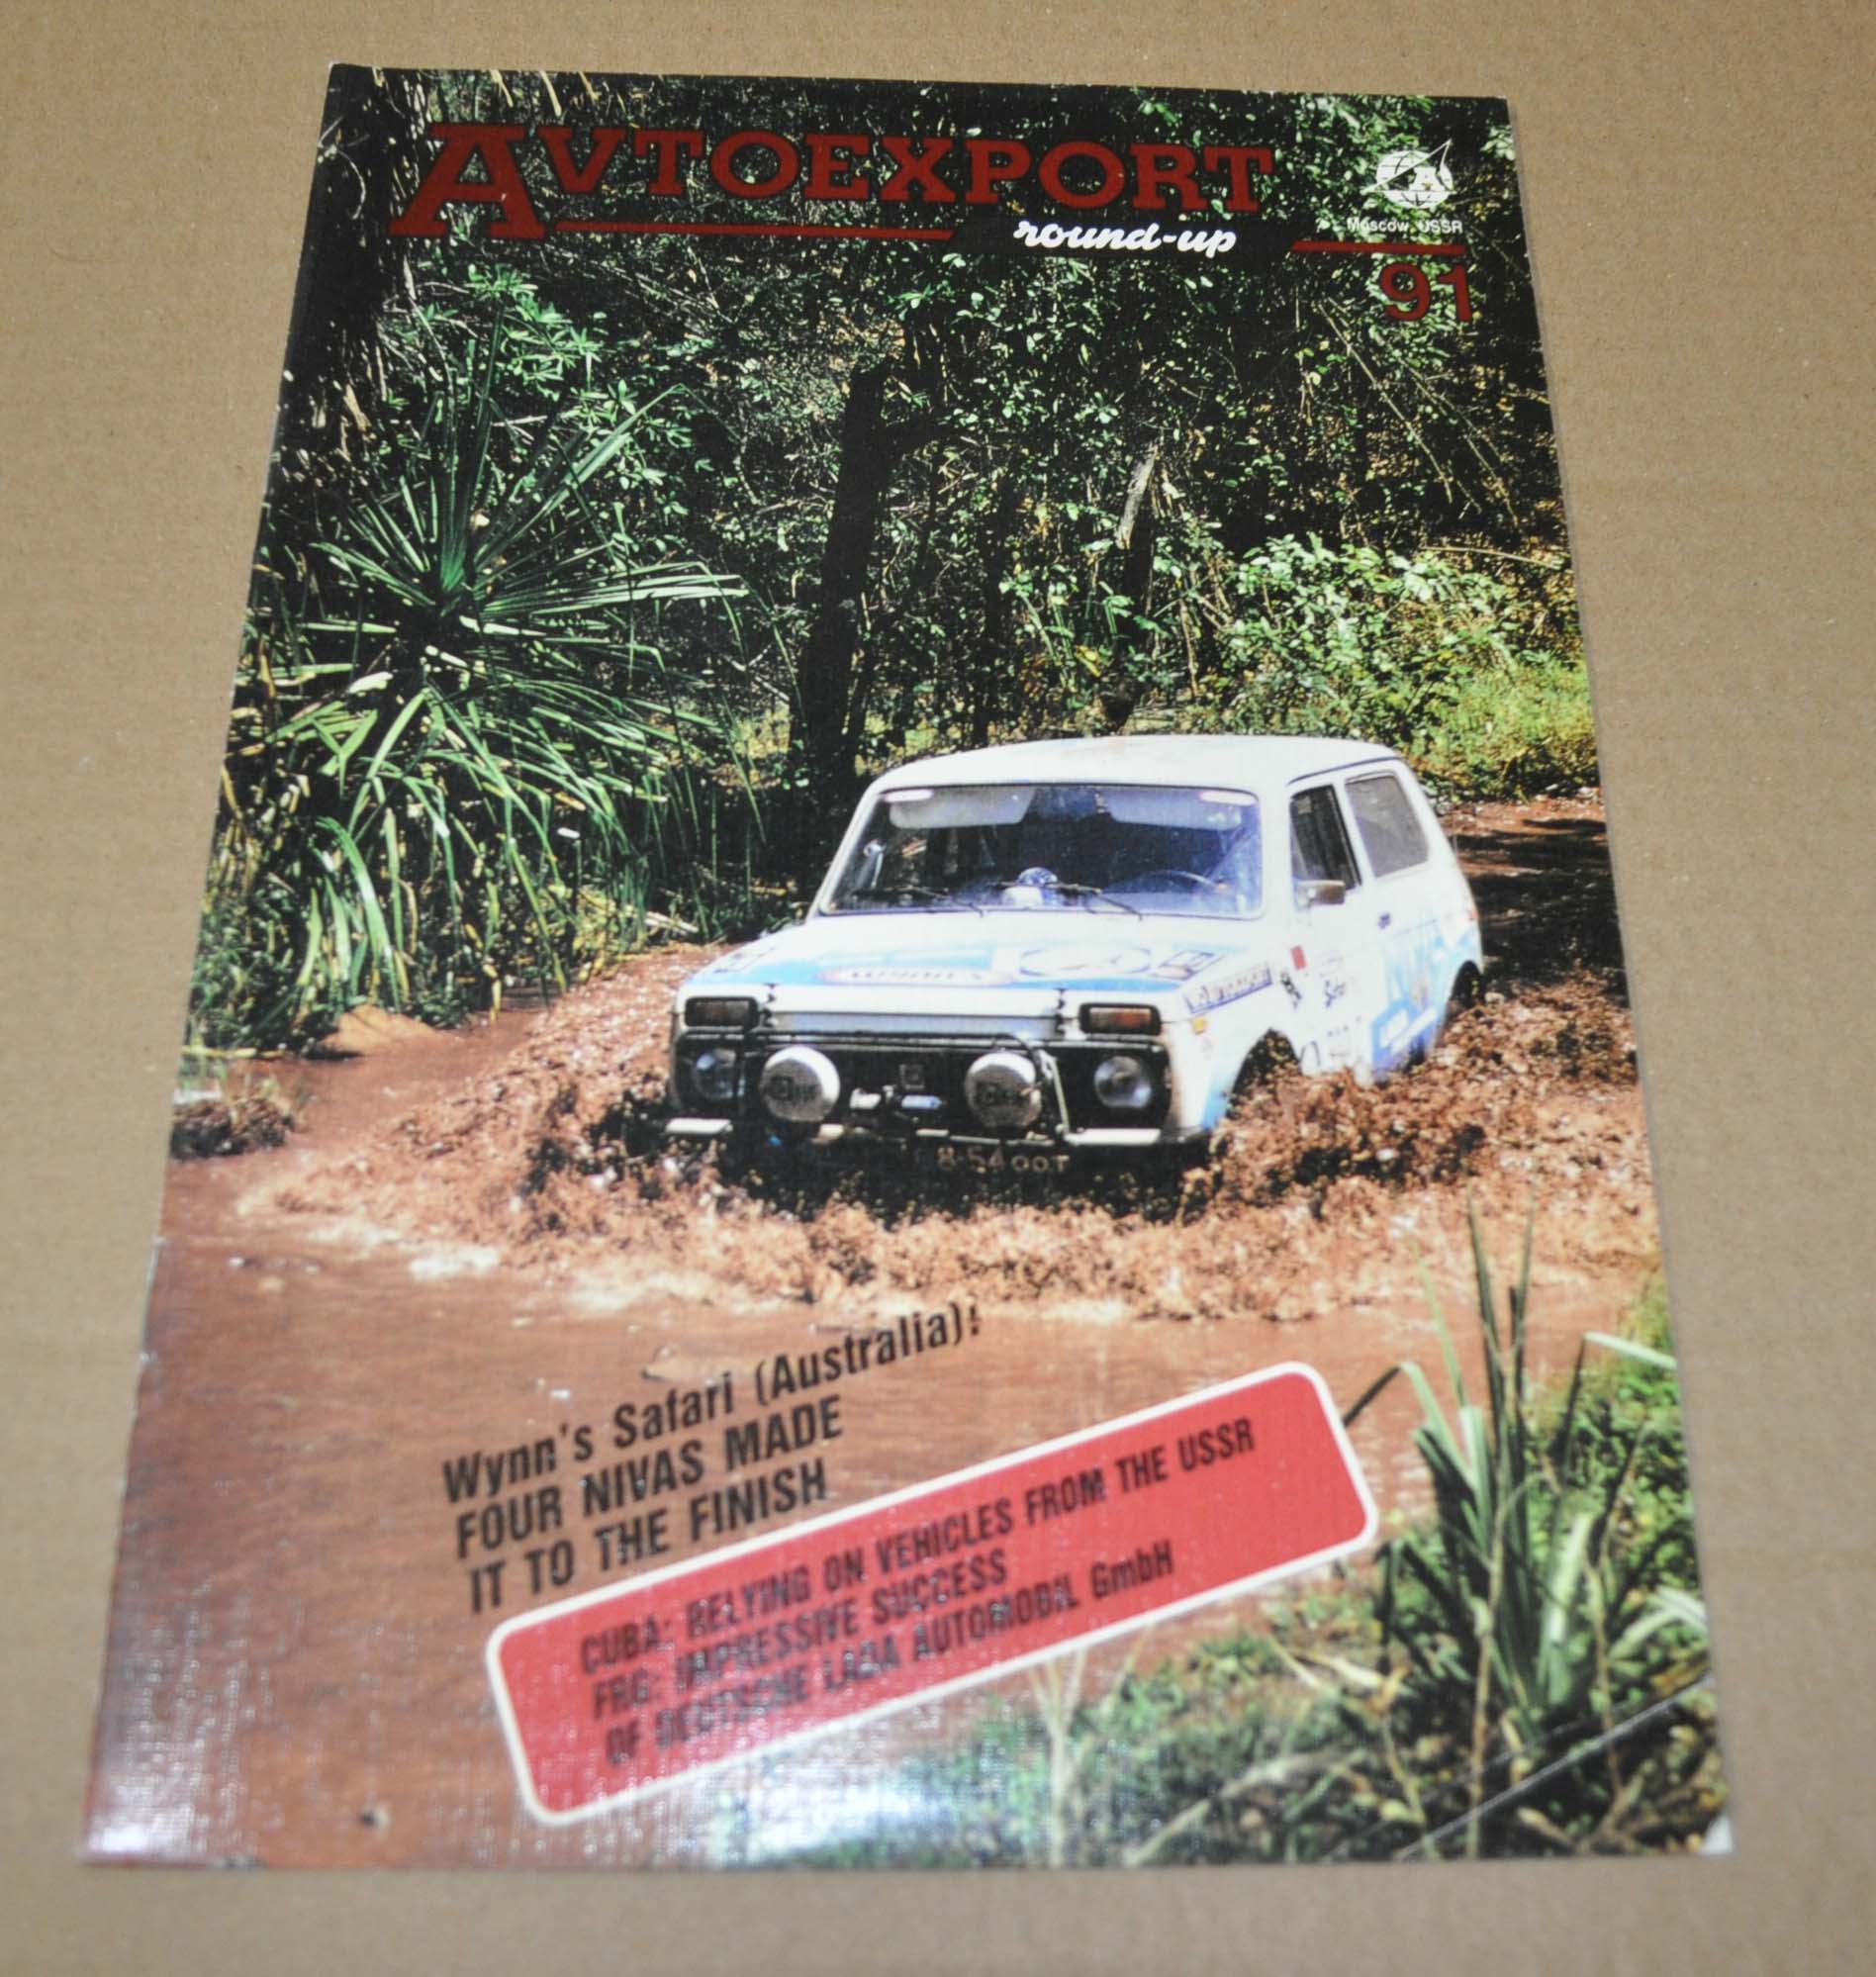 AVTOEXPORT
round-up
Moscow, USSR
91
Wynn's Safari (Australia)!
FOUR NIVAS MADE
IT TO THE FINISH
CUBA: RELYING ON VEHICLES FROM THE USSR
FRG: IMPRESSIVE SUCCESS
OF DEUTSCHE LADA AUTOMOBIL GmbH